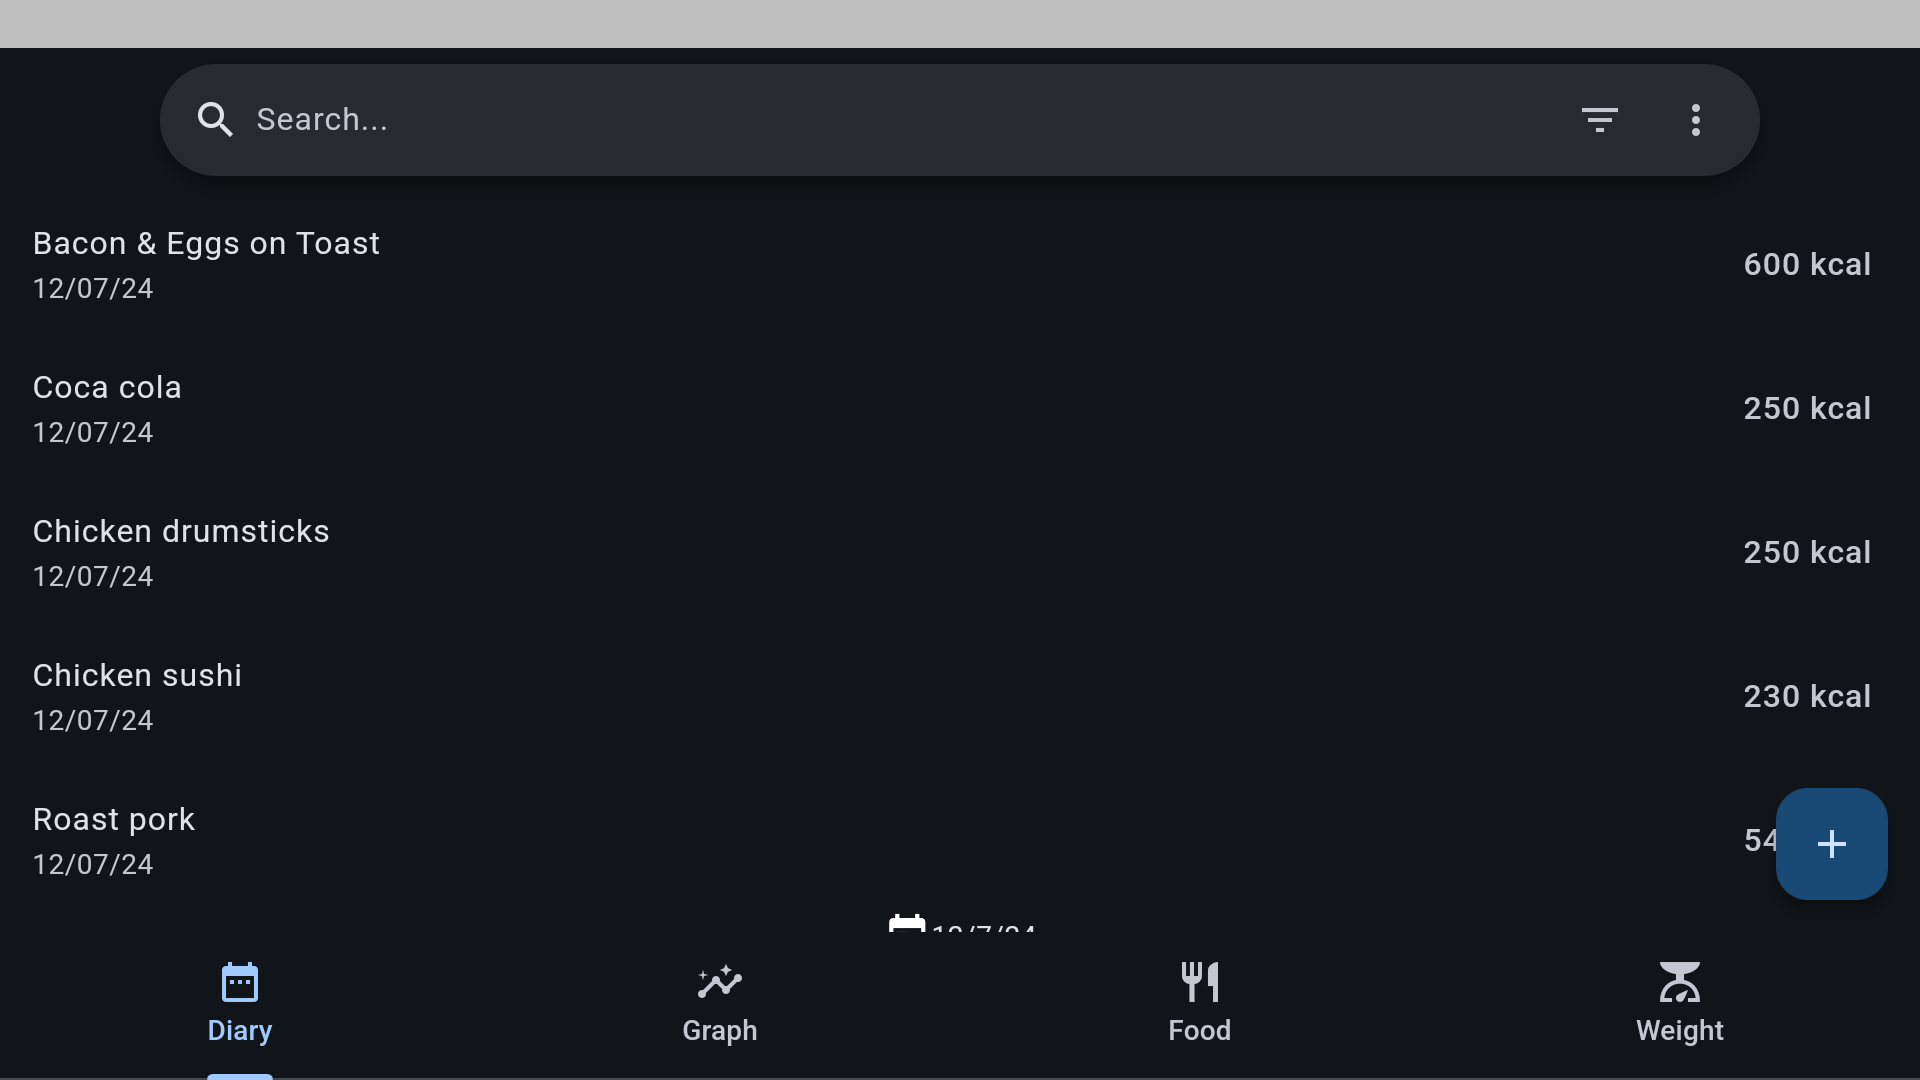 Search...
Bacon & Eggs on Toast
12/07/24
600 kcal
Coca cola
12/07/24
250 kcal
Chicken drumsticks
12/07/24
250 kcal
Chicken sushi
12/07/24
230 kcal
Roast pork
12/07/24
54
Diary
Graph
Food
Weight